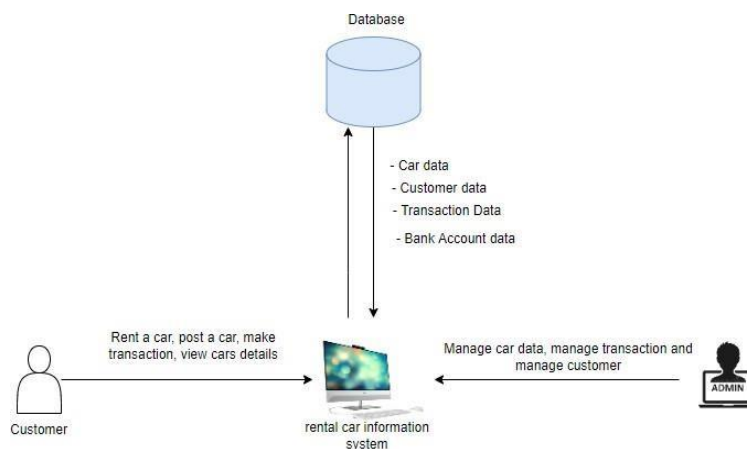 Database
- Car data
- Customer data
- Transaction Data
- Bank Account data
Rent a car, post a car, make
transaction, view cars details
Manage car data, manage transaction and
manage customer
ADMIN
Customer
rental car information
system